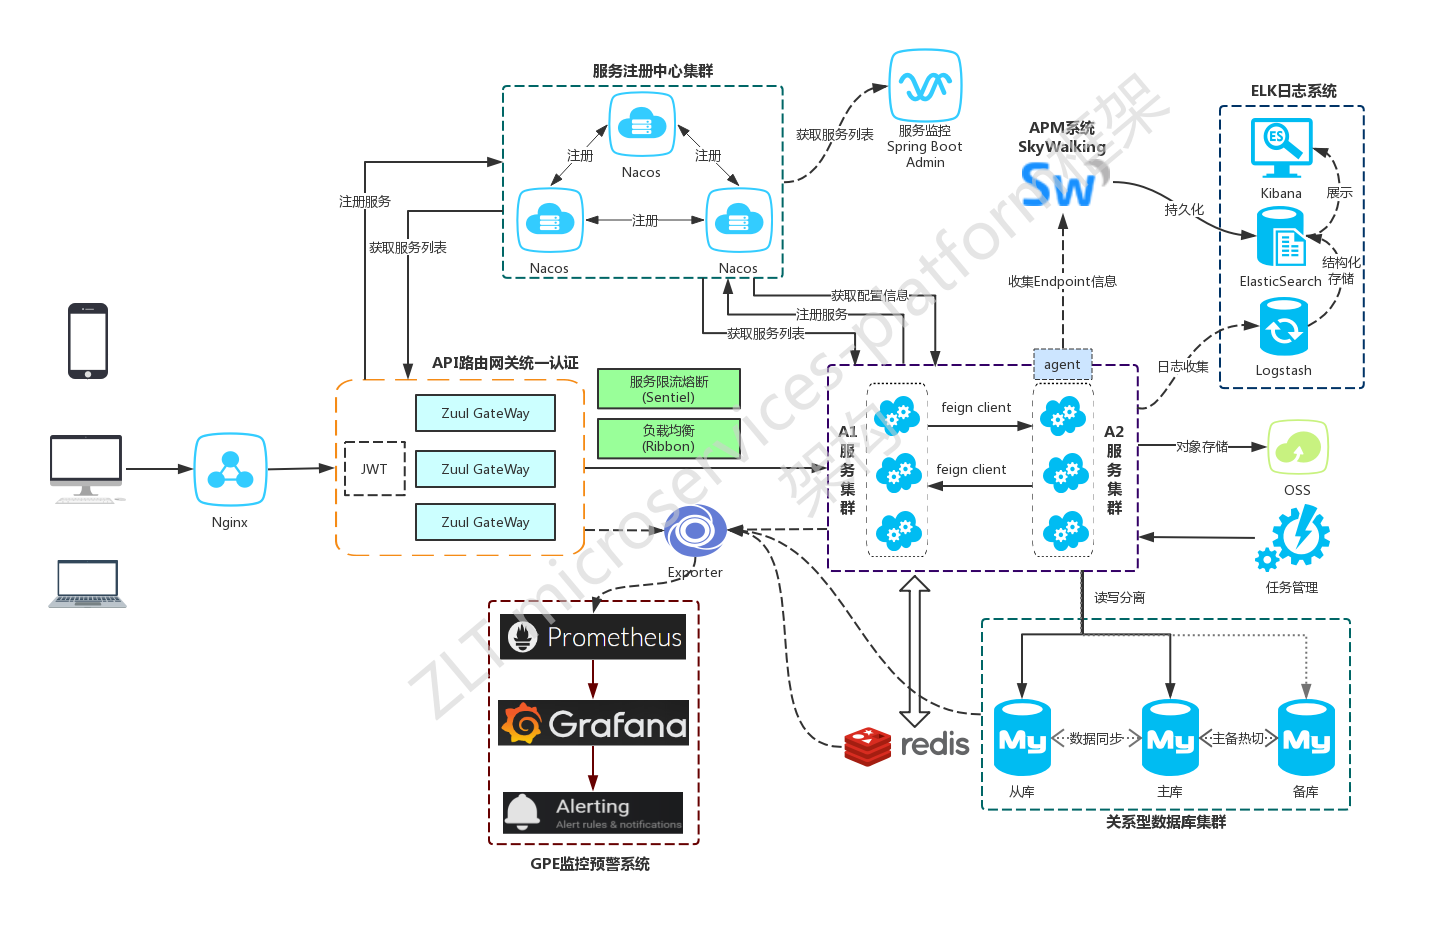 服务注册中心集群
Nacos
注册
注册
注册
Nacos
Nacos
获取服务列表
服务监控
Spring Boot
Admin
APM系统
SkyWalking
Sw
ELK日志系统
ES
Kibana
展示
ElasticSearch
结构化
存储
Logstash
持久化
注册服务
获取服务列表
收集Endpoint信息
获取配置信息
注册服务
获取服务列表
日志收集
API路由网关统一认证
Zuul GateWay
Zuul GateWay
Zuul GateWay
JWT
Nginx
服务限流熔断
(Sentiel)
负载均衡
(Ribbon)
agent
A1
服
务
集
群
feign client
feign client
A2
服
务
集
群
对象存储
OSS
任务管理
Exporter
读写分离
Prometheus
Grafana
Alerting
Alert rules & notifications
GPE监控预警系统
redis
My
数据同步
My
主备热切
My
从库
主库
备库
关系型数据库集群
ZLT-microservices-platform框架
架构